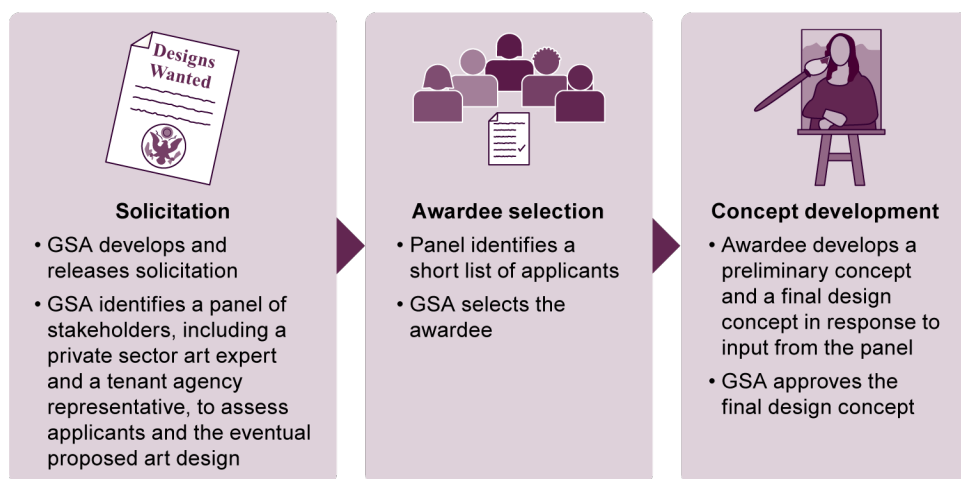 Designs
Wanted
Solicitation
• GSA develops and
releases solicitation
• GSA identifies a panel of
stakeholders, including a
private sector art expert
and a tenant agency
representative, to assess
applicants and the eventual
proposed art design
Awardee selection
• Panel identifies a
short list of applicants
• GSA selects the
awardee
Concept development
• Awardee develops a
preliminary concept
and a final design
concept in response to
input from the panel
• GSA approves the
final design concept